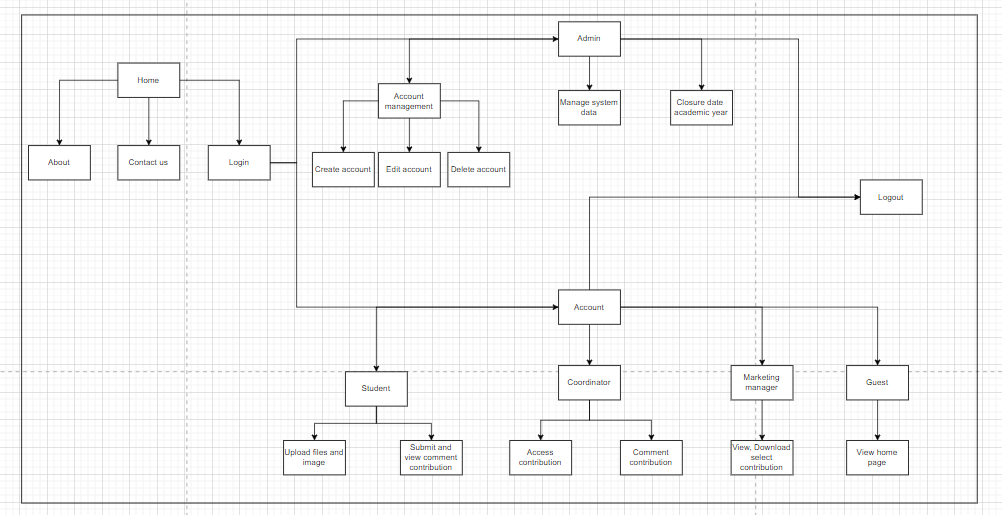 Admin
Home
Account
management
Manage system
data
Closure date
academic year
About
Contact us
Login
Create account
Edit account
Delete account
Logout
Account
Student
Coordinator
Marketing
manager
Guest
Upload files and
image
Submit and
view comment
contribution
Access
contribution
Comment
contribution
View, Download
select
contribution
View home
page